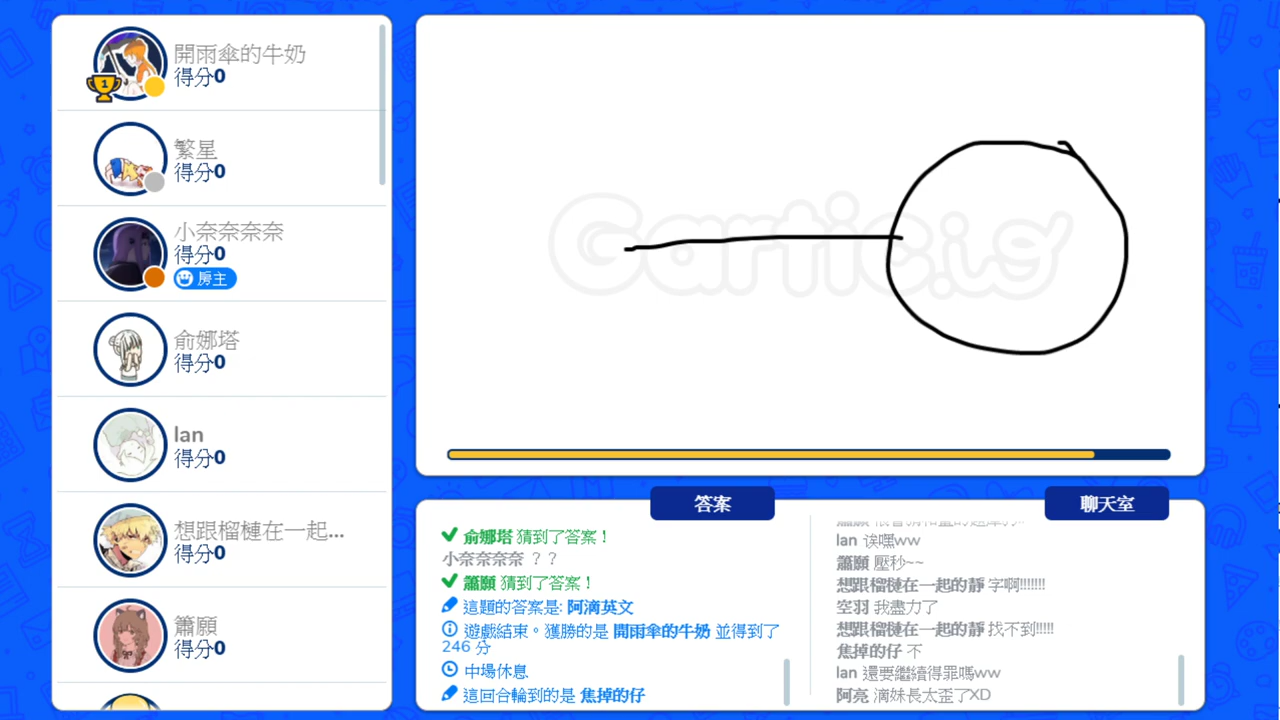 開雨傘的牛奶
得分0
1
繁星
得分0
小奈奈奈奈
得分0
房主
俞娜塔
得分0
lan
得分0
想跟榴槤在一起...
得分0
簫願
得分0
Gartic.io
答案
俞娜塔 猜到了答案！
小奈奈奈奈 ？？
簫願 猜到了答案！
這題的答案是: 阿滴英文
遊戲結束。獲勝的是 開雨傘的牛奶 並得到了
246 分
中場休息
這回合輪到的是 焦掉的仔
聊天室
lan 誒嘿ww
簫願 壓秒~~
想跟榴槤在一起的靜 字啊!!!!!!!
空羽 我盡力了
想跟榴槤在一起的靜 找不到!!!!!
焦掉的仔 不
lan 還要繼續得罪嗎ww
阿亮 滴妹長太歪了XD